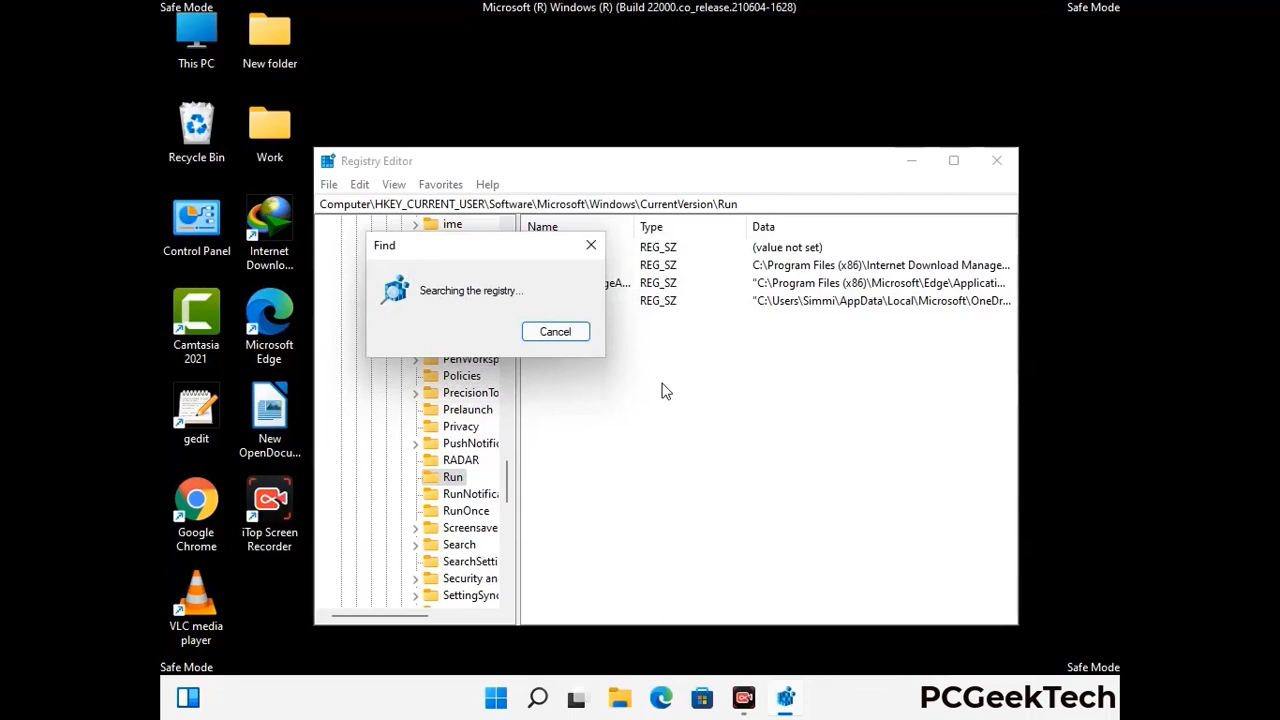 Safe Mode
Microsoft (R) Windows (R) (Build 22000.co_release.210604-1628)
Safe Mode
This PC
New folder
Recycle Bin
Work
Control Panel
Internet
Downlo...
Camtasia
2021
Microsoft
Edge
gedit
New
OpenDocu...
Google
Chrome
iTop Screen
Recorder
VLC media
player
Registry Editor
File Edit View Favorites Help
Computer\HKEY_CURRENT_USER\Software\Microsoft\Windows\CurrentVersion\Run
ime
PenWorksp
Policies
PrecisionTo
Prelaunch
Privacy
PushNotific
RADAR
Run
RunNotifica
RunOnce
Screensave
Search
SearchSetti
Security an
SettingSync
Name Type Data
REG_SZ (value not set)
REG_SZ C:\Program Files (x86)\Internet Download Manage...
geA... REG_SZ "C:\Program Files (x86)\Microsoft\Edge\Applicati...
REG_SZ "C:\Users\Simmi\AppData\Local\Microsoft\OneDr...
Find
Searching the registry...
Cancel
Safe Mode
Safe Mode
PCGeekTech